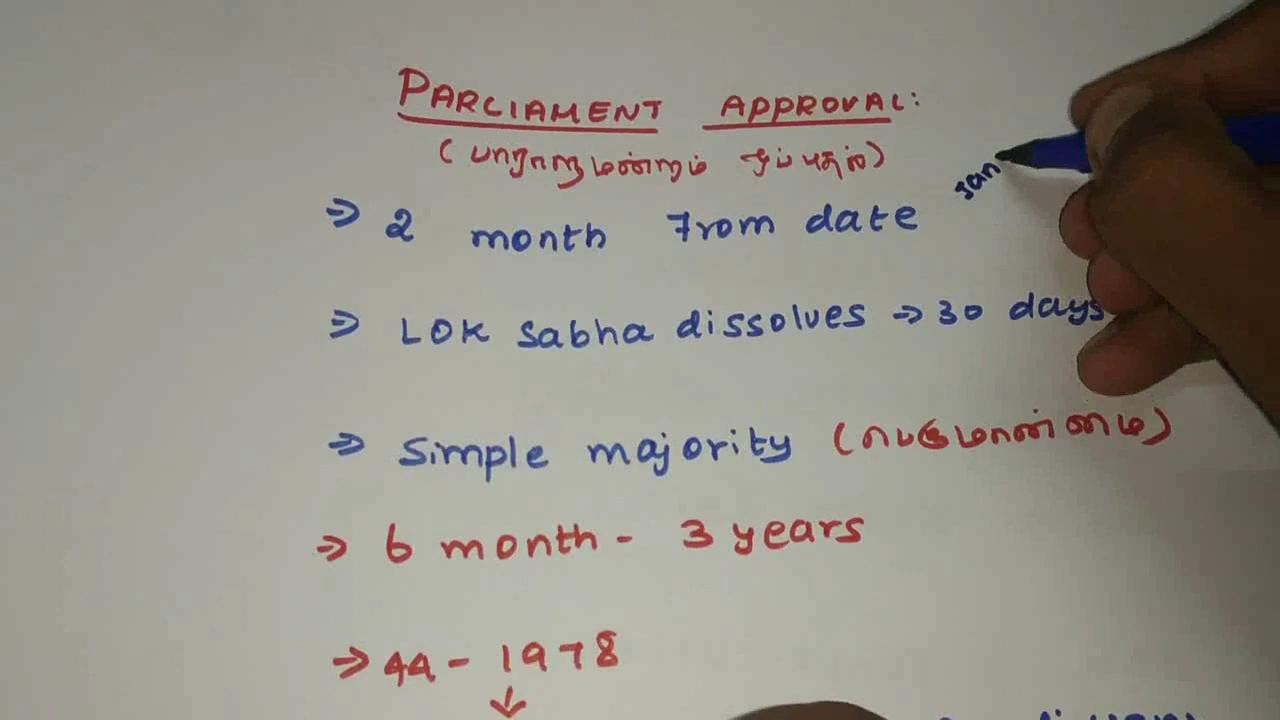 PARLIAMENT APPROVAL:
(பாராளுமன்றம் ஒப்புதல்)
⇒ 2 month from date
Jan
⇒ LOK sabha dissolves → 30 days
⇒ simple majority (பெரும்பான்மை)
⇒ 6 month - 3 years
⇒ 44 - 1978
↓